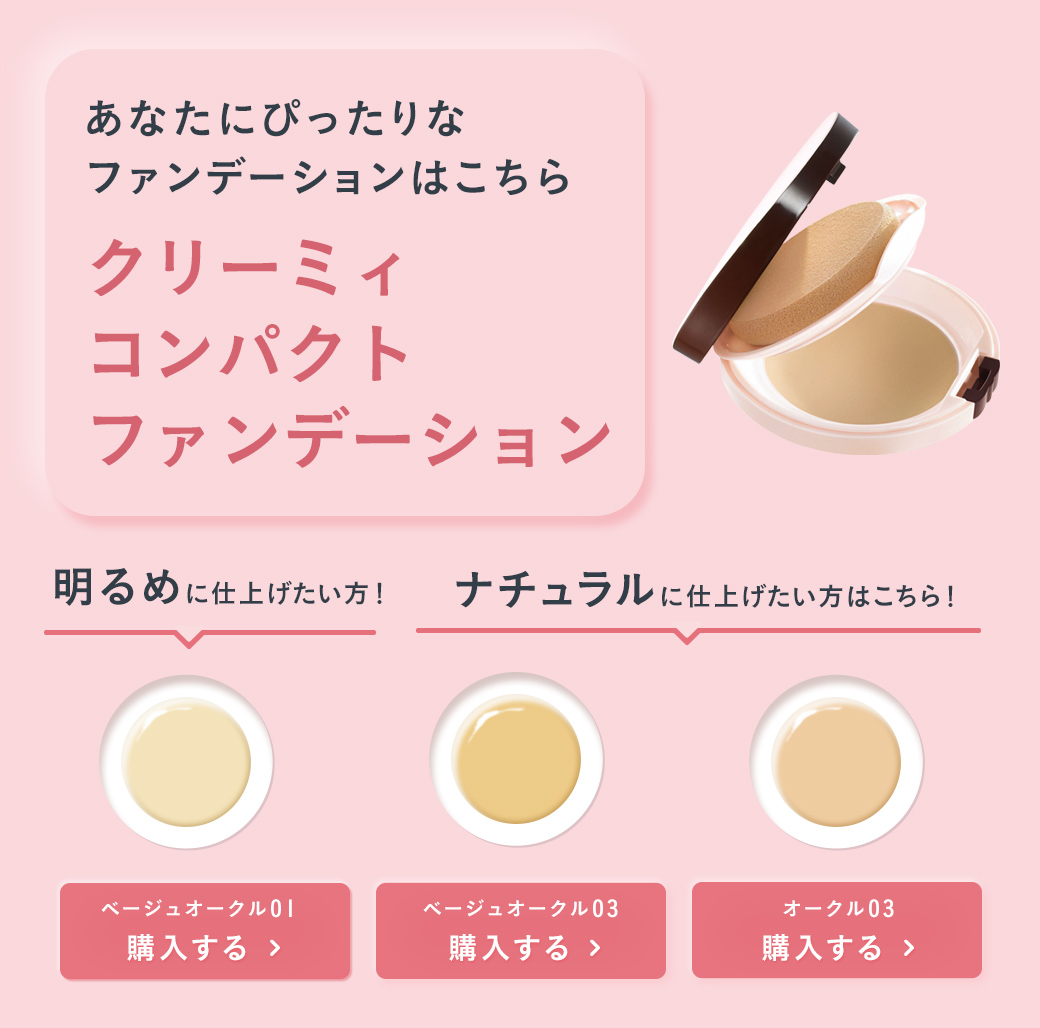 あなたにぴったりな
ファンデーションはこちら
クリーミィ
コンパクト
ファンデーション
明るめに仕上げたい方！
ナチュラルに仕上げたい方はこちら！
ベージュオークル01
購入する >
ベージュオークル03
購入する >
オークル03
購入する >